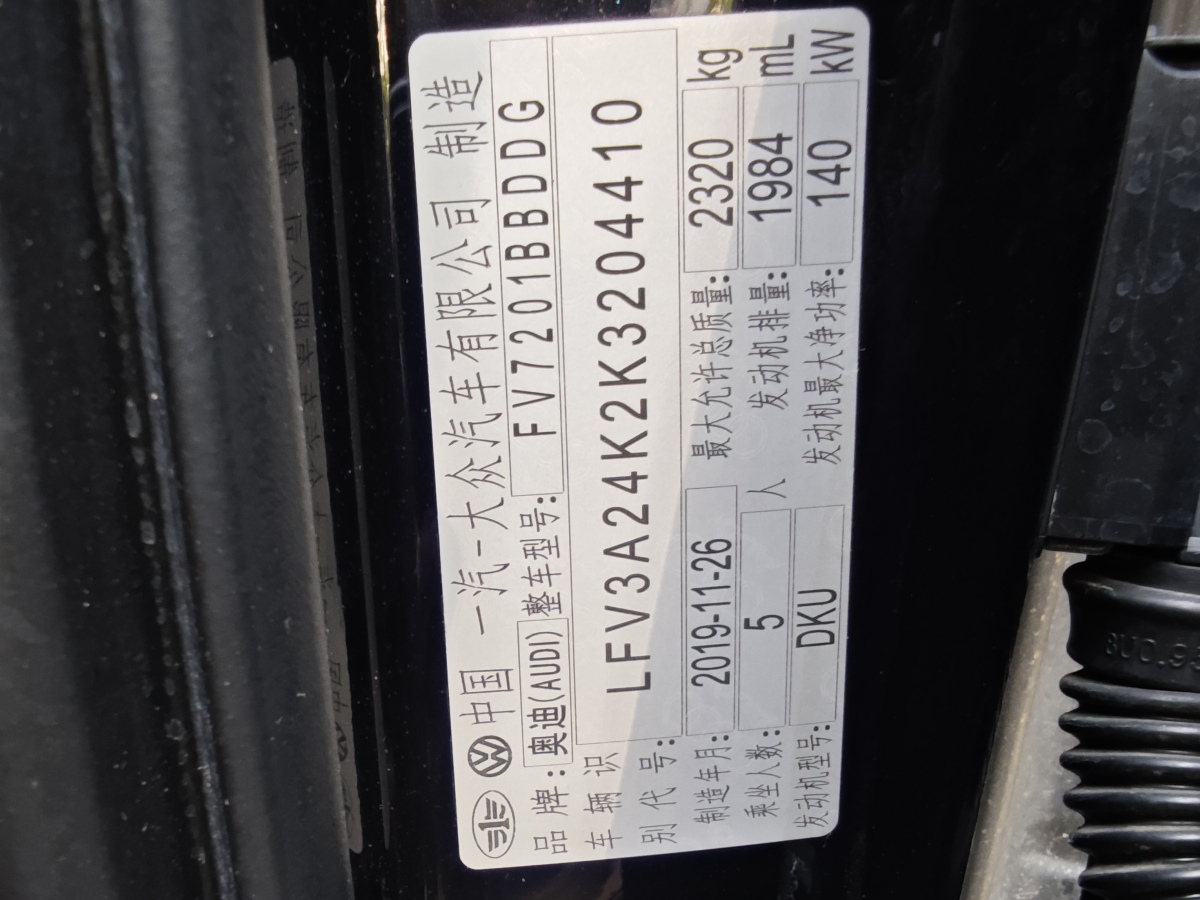 中国 一汽-大众汽车有限公司 制造
品牌: 奥迪(AUDI) 整车型号: FV7201BBDDG
车辆识别代号: LFV3A24K2K3204410
制造年月: 2019-11-26 最大允许总质量: 2320 kg
乘坐人数: 5 人 发动机排量: 1984 mL
发动机型号: DKU 发动机最大净功率: 140 kW